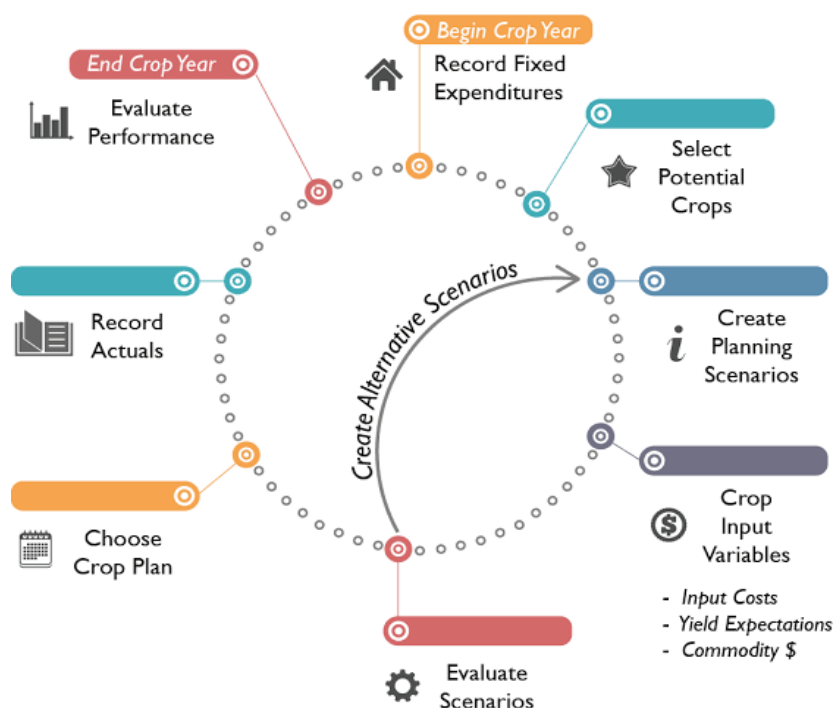 Begin Crop Year
Record Fixed
Expenditures
Select
Potential
Crops
Create
Planning
Scenarios
Crop
Input
Variables
- Input Costs
- Yield Expectations
- Commodity $
Evaluate
Scenarios
Create Alternative Scenarios
Choose
Crop Plan
Record
Actuals
End Crop Year
Evaluate
Performance